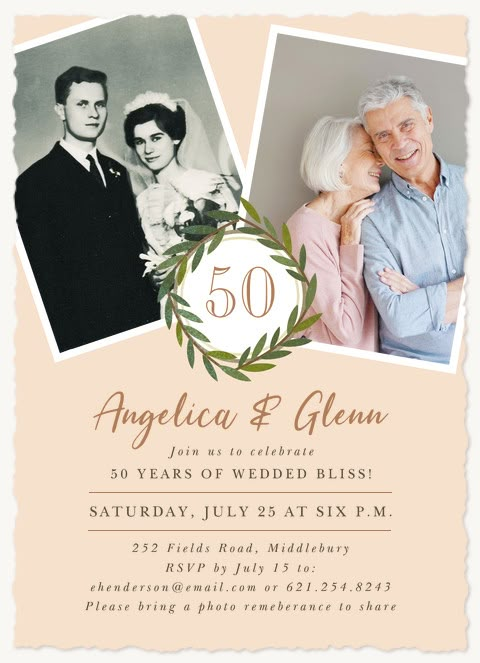 50
Angelica & Glenn
Join us to celebrate
50 YEARS OF WEDDED BLISS!
SATURDAY, JULY 25 AT SIX P.M.
252 Fields Road, Middlebury
RSVP by July 15 to:
ehenderson@email.com or 621.254.8243
Please bring a photo remeberance to share